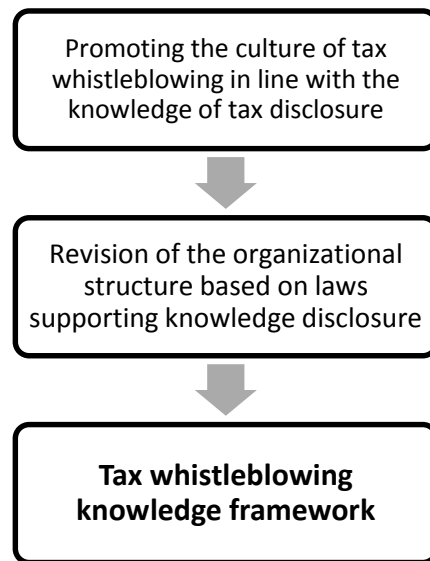 Promoting the culture of tax
whistleblowing in line with the
knowledge of tax disclosure
Revision of the organizational
structure based on laws
supporting knowledge disclosure
Tax whistleblowing
knowledge framework